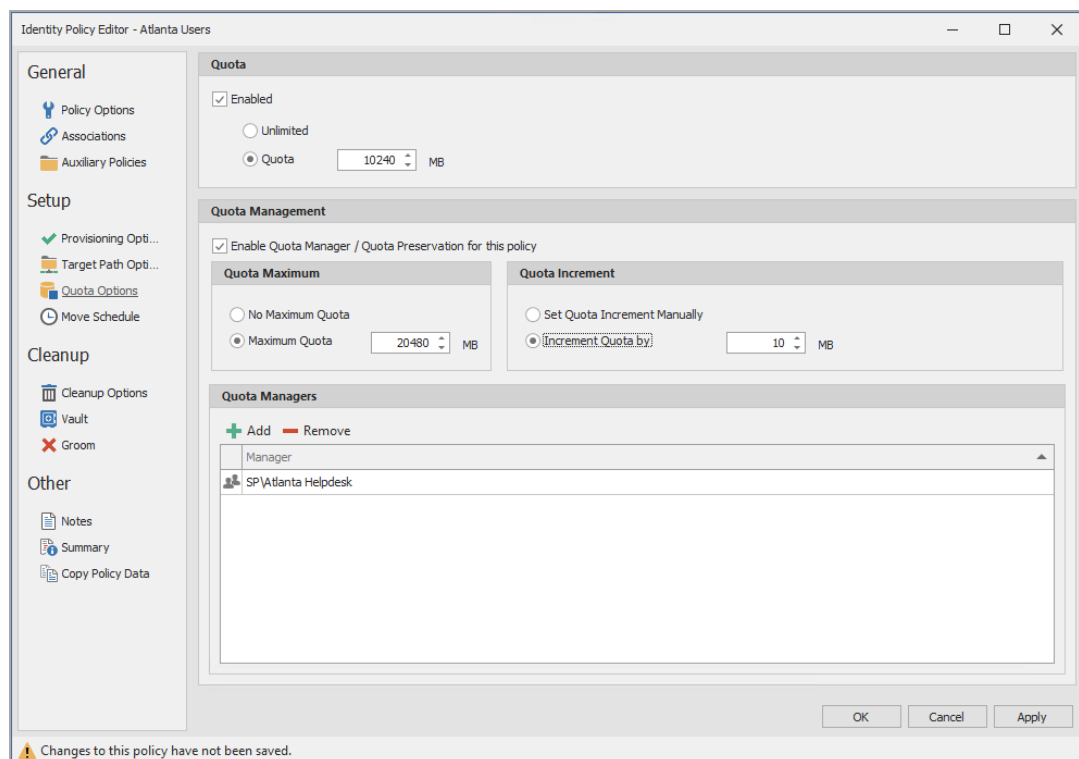 Identity Policy Editor - Atlanta Users
General
Policy Options
Associations
Auxiliary Policies
Setup
Provisioning Opti...
Target Path Opti...
Quota Options
Move Schedule
Cleanup
Cleanup Options
Vault
Groom
Other
Notes
Summary
Copy Policy Data
Quota
Enabled
Unlimited
Quota 10240 MB
Quota Management
Enable Quota Manager / Quota Preservation for this policy
Quota Maximum
No Maximum Quota
Maximum Quota 20480 MB
Quota Increment
Set Quota Increment Manually
Increment Quota by 10 MB
Quota Managers
Add Remove
Manager
SP\Atlanta Helpdesk
OK Cancel Apply
Changes to this policy have not been saved.